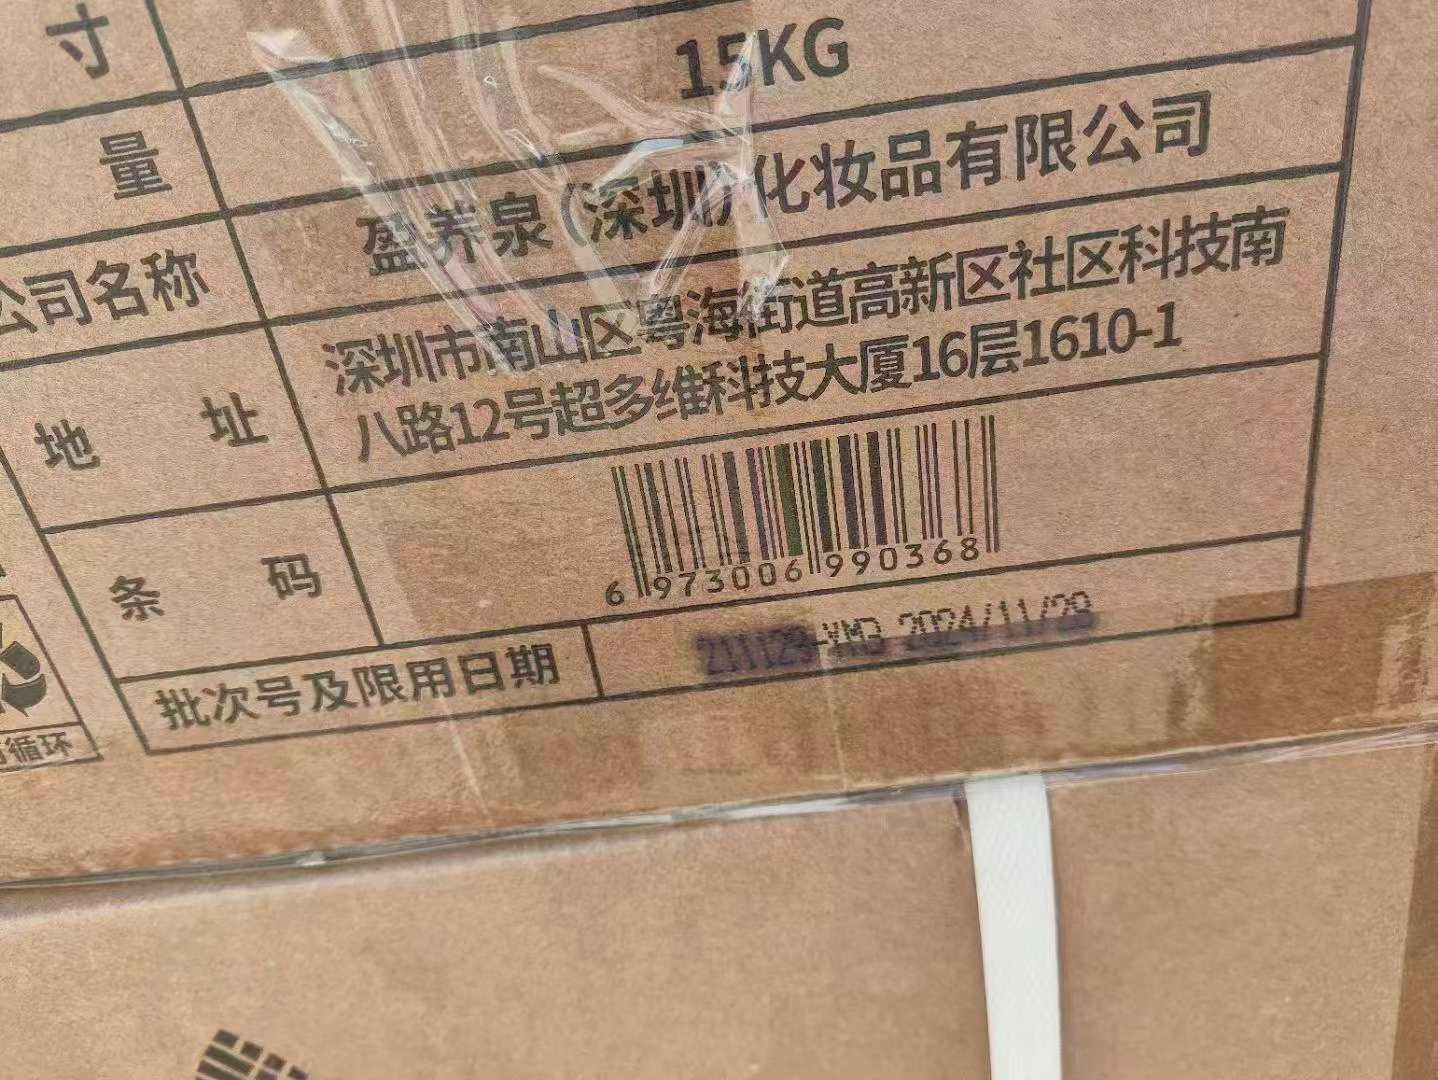 寸
15KG
量
公司名称
盈养泉(深圳)化妆品有限公司
地址
深圳市南山区粤海街道高新区社区科技南
八路12号超多维科技大厦16层1610-1
条码
6 973006 990368
批次号及限用日期
211129-XM3 2024/11/28
循环